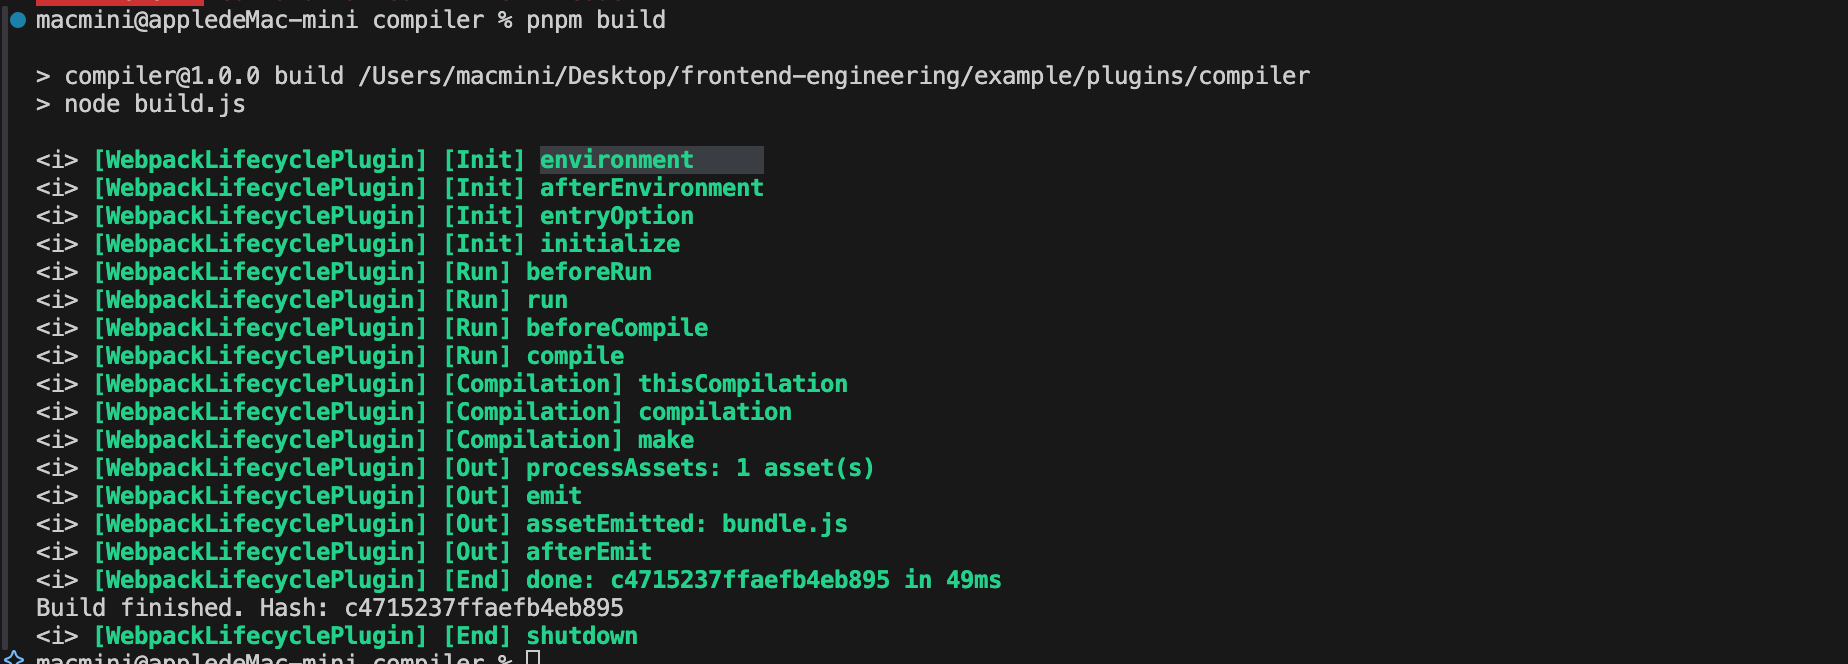 macmini@appledeMac-mini compiler % pnpm build
> compiler@1.0.0 build /Users/macmini/Desktop/frontend-engineering/example/plugins/compiler
> node build.js
<i> [WebpackLifecyclePlugin] [Init] environment
<i> [WebpackLifecyclePlugin] [Init] afterEnvironment
<i> [WebpackLifecyclePlugin] [Init] entryOption
<i> [WebpackLifecyclePlugin] [Init] initialize
<i> [WebpackLifecyclePlugin] [Run] beforeRun
<i> [WebpackLifecyclePlugin] [Run] run
<i> [WebpackLifecyclePlugin] [Run] beforeCompile
<i> [WebpackLifecyclePlugin] [Run] compile
<i> [WebpackLifecyclePlugin] [Compilation] thisCompilation
<i> [WebpackLifecyclePlugin] [Compilation] compilation
<i> [WebpackLifecyclePlugin] [Compilation] make
<i> [WebpackLifecyclePlugin] [Out] processAssets: 1 asset(s)
<i> [WebpackLifecyclePlugin] [Out] emit
<i> [WebpackLifecyclePlugin] [Out] assetEmitted: bundle.js
<i> [WebpackLifecyclePlugin] [Out] afterEmit
<i> [WebpackLifecyclePlugin] [End] done: c4715237ffaefb4eb895 in 49ms
Build finished. Hash: c4715237ffaefb4eb895
<i> [WebpackLifecyclePlugin] [End] shutdown
macmini@appledeMac-mini compiler %